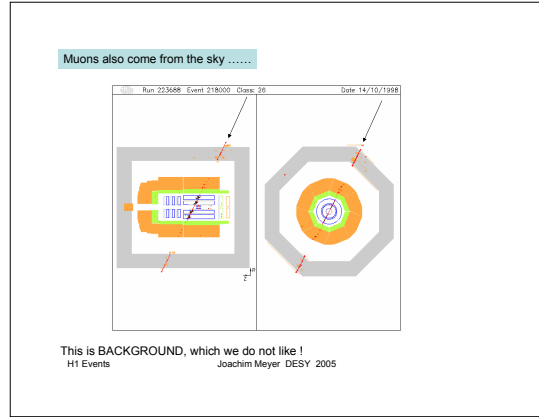 Muons also come from the sky ……
Run 223688 Event 218000 Class: 26 Date 14/10/1998
R
Z
This is BACKGROUND, which we do not like !
H1 Events Joachim Meyer DESY 2005